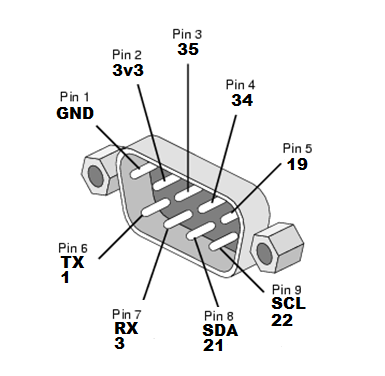 Pin 3
35
Pin 2
3v3
Pin 4
34
Pin 1
GND
Pin 5
19
Pin 6
TX
1
Pin 7
RX
3
Pin 8
SDA
21
Pin 9
SCL
22